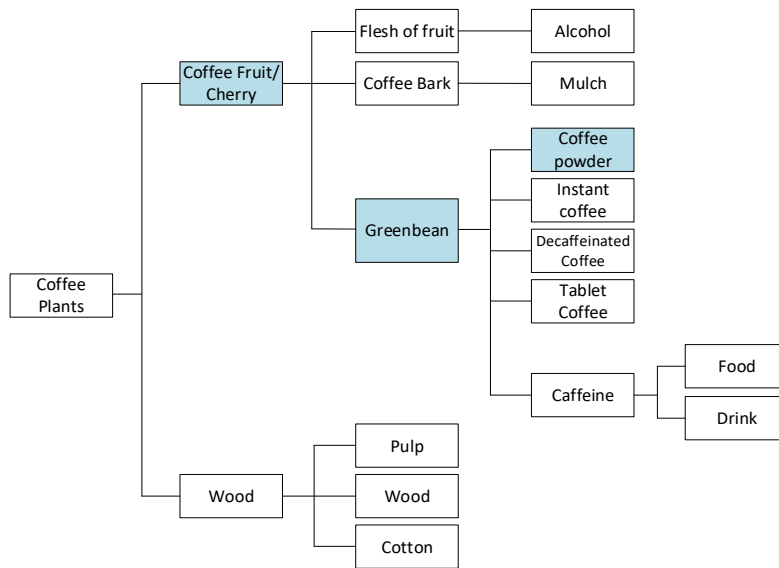 Flesh of fruit
Alcohol
Coffee Fruit/
Cherry
Coffee Bark
Mulch
Coffee
powder
Instant
coffee
Greenbean
Decaffeinated
Coffee
Coffee
Plants
Tablet
Coffee
Food
Caffeine
Drink
Pulp
Wood
Wood
Cotton